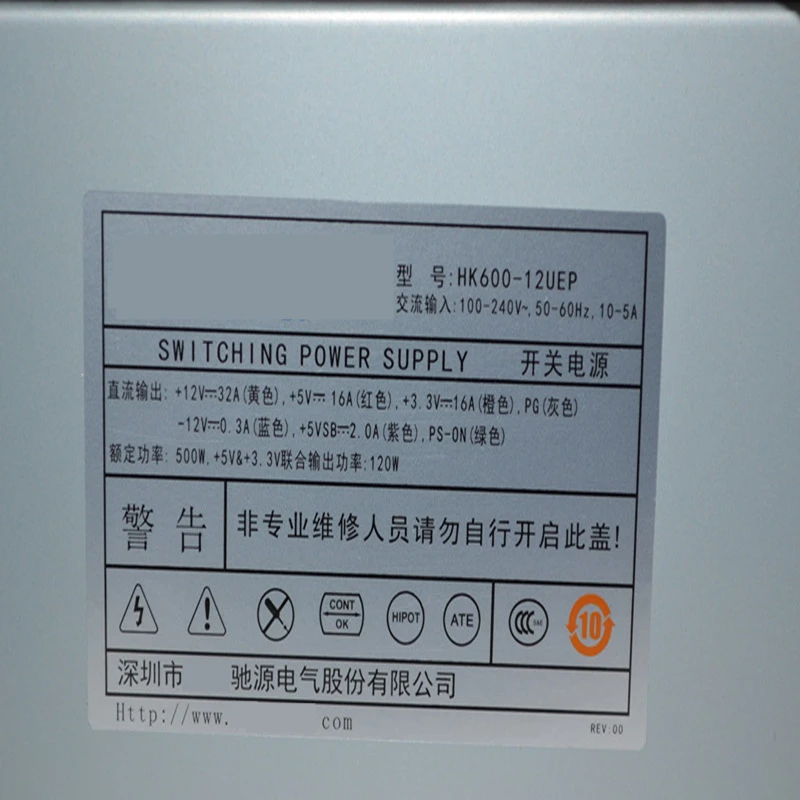 型 号:HK600-12UEP
交流输入:100-240V~,50-60Hz,10-5A
SWITCHING POWER SUPPLY 开关电源
直流输出: +12V⎓32A(黄色),+5V⎓16A(红色),+3.3V⎓16A(橙色),PG(灰色)
-12V⎓0.3A(蓝色),+5VSB⎓2.0A(紫色),PS-ON(绿色)
额定功率: 500W,+5V&+3.3V联合输出功率:120W
警告 非专业维修人员请勿自行开启此盖!
CONT OK HIPOT ATE CCC S&E 10
深圳市 驰源电气股份有限公司
Http://www. com
REV:00